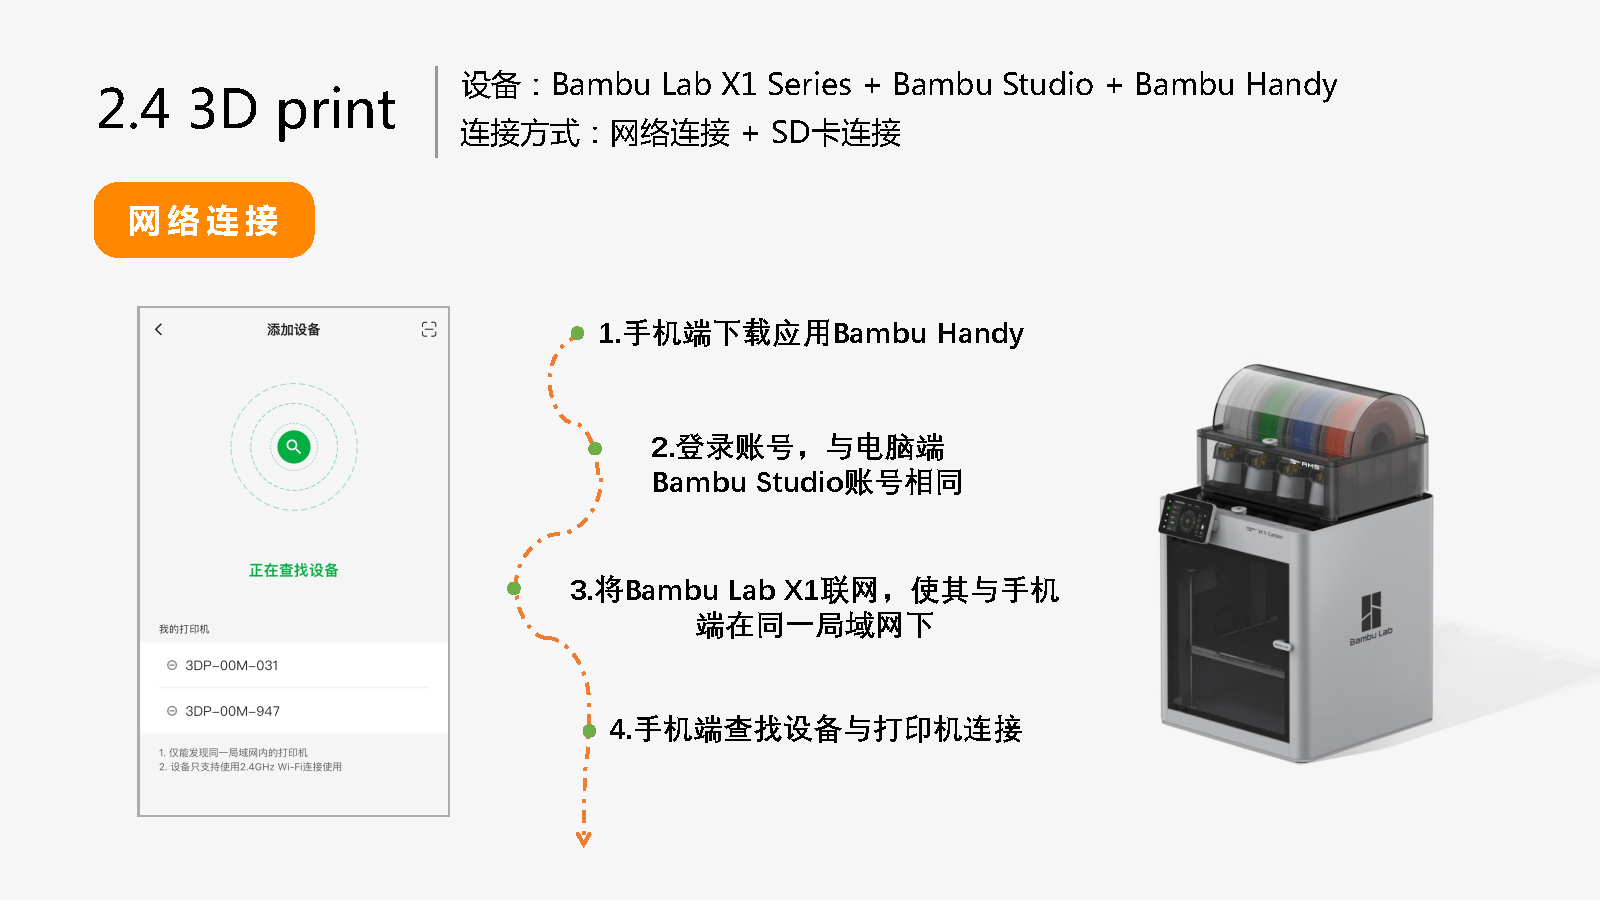 2.4 3D print
设备：Bambu Lab X1 Series + Bambu Studio + Bambu Handy
连接方式：网络连接 + SD卡连接
网络连接
添加设备
正在查找设备
我的打印机
3DP-00M-031
3DP-00M-947
1. 仅能发现同一局域网内的打印机
2. 设备只支持使用2.4GHz Wi-Fi连接使用
1.手机端下载应用Bambu Handy
2.登录账号，与电脑端
Bambu Studio账号相同
3.将Bambu Lab X1联网，使其与手机
端在同一局域网下
4.手机端查找设备与打印机连接
AMS
X1-Carbon
Bambu Lab